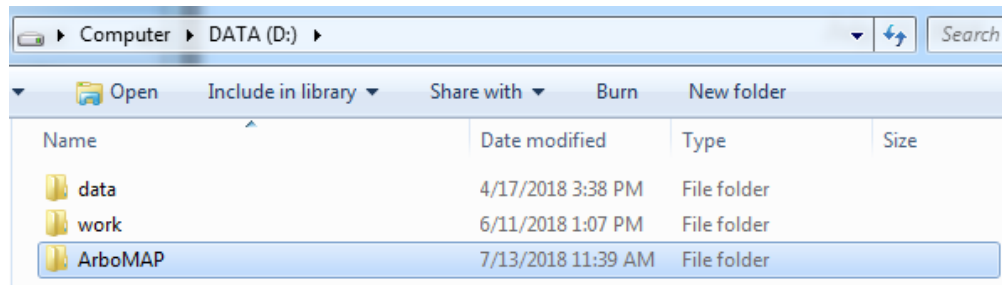 Computer DATA (D:) Search
Open Include in library Share with Burn New folder
Name Date modified Type Size
data 4/17/2018 3:38 PM File folder
work 6/11/2018 1:07 PM File folder
ArboMAP 7/13/2018 11:39 AM File folder